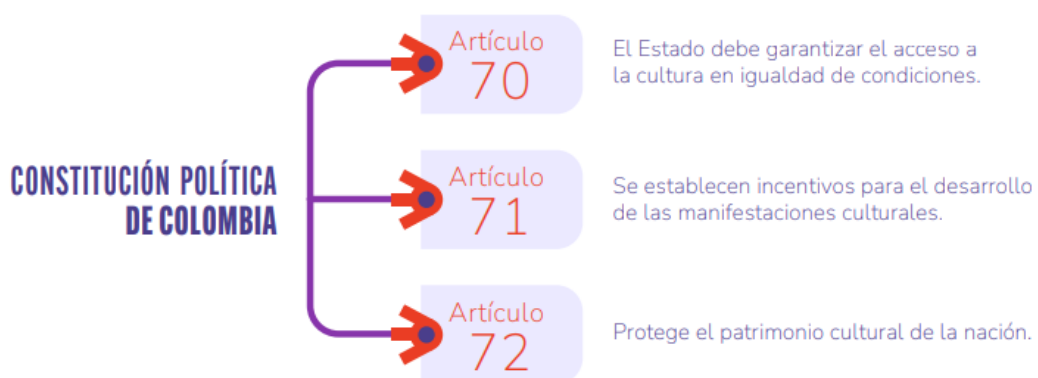 CONSTITUCIÓN POLÍTICA
DE COLOMBIA
Artículo
70
El Estado debe garantizar el acceso a
la cultura en igualdad de condiciones.
Artículo
71
Se establecen incentivos para el desarrollo
de las manifestaciones culturales.
Artículo
72
Protege el patrimonio cultural de la nación.